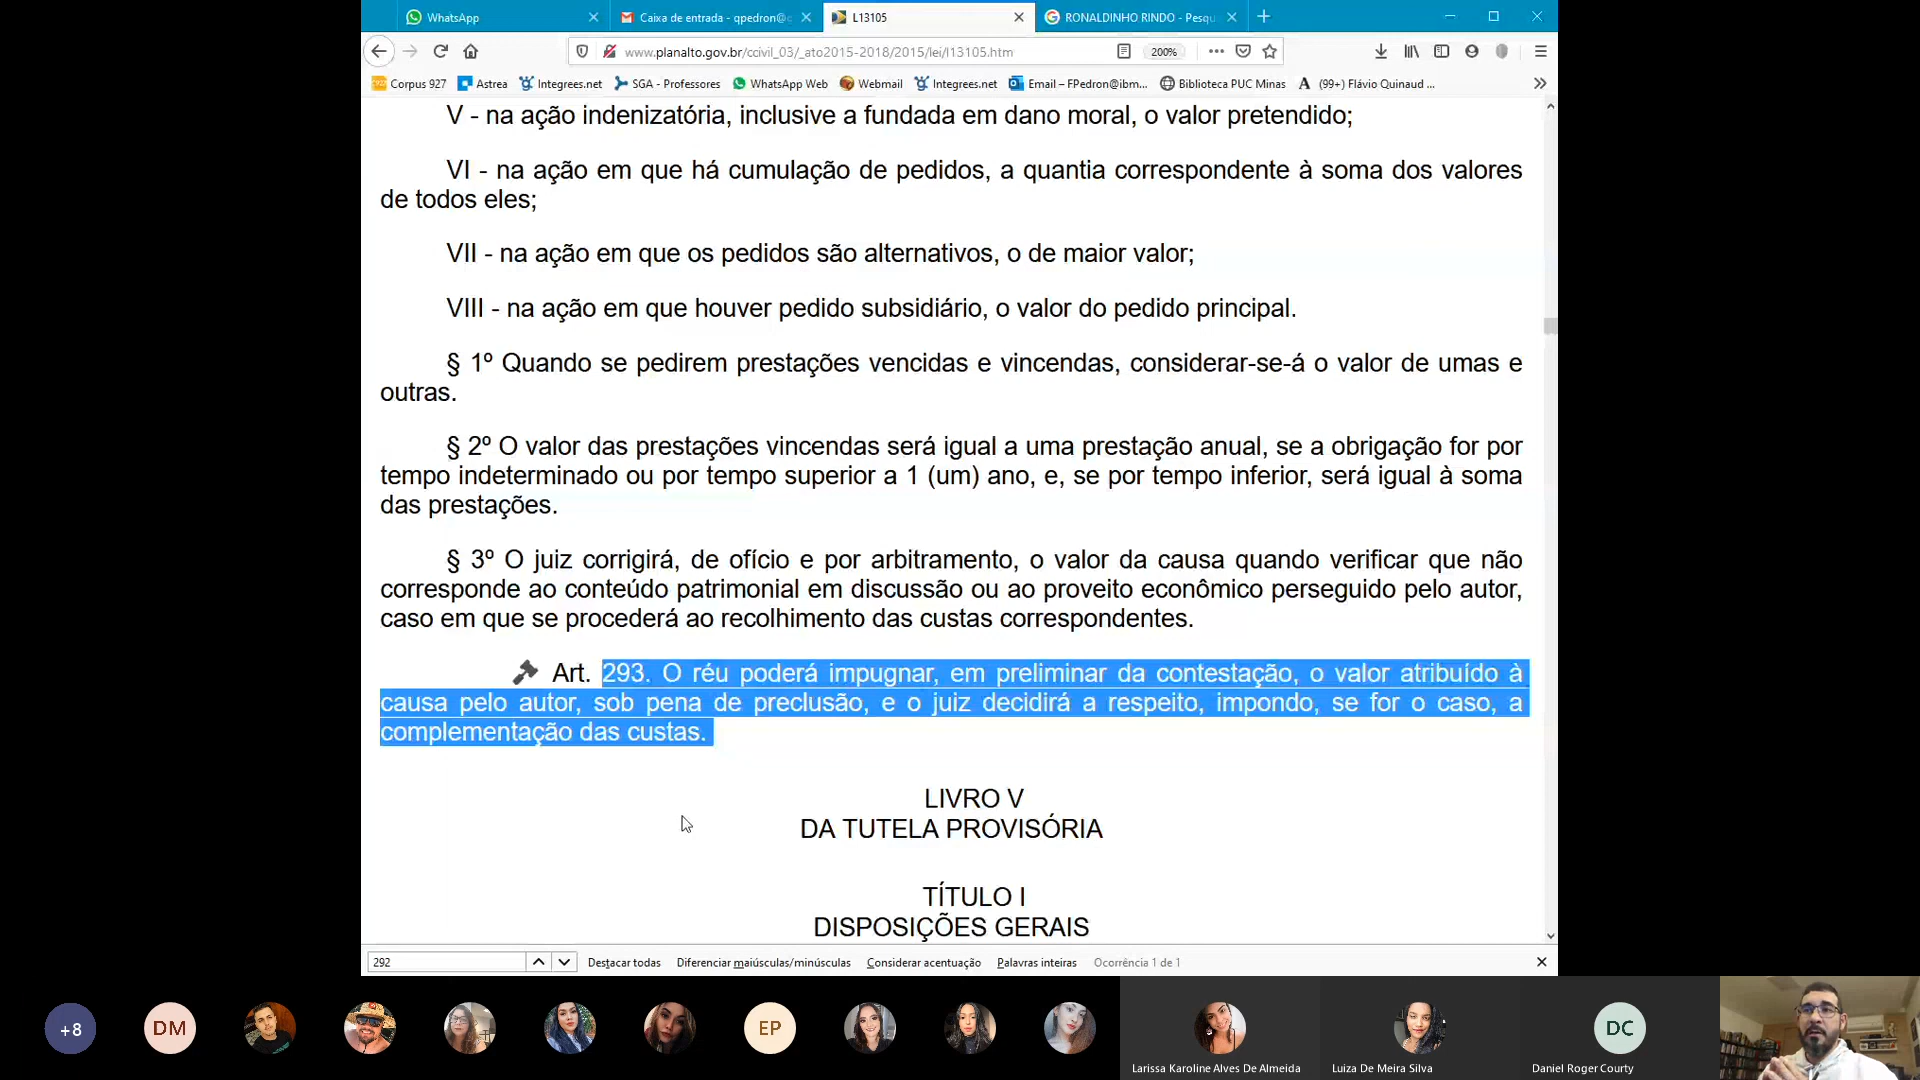 WhatsApp
Caixa de entrada - qpedron@g
L13105
RONALDINHO RINDO - Pesqu
www.planalto.gov.br/ccivil_03/_ato2015-2018/2015/lei/l13105.htm
200%
Corpus 927
Astrea
Integrees.net
SGA - Professores
WhatsApp Web
Webmail
Integrees.net
Email – FPedron@ibm...
Biblioteca PUC Minas
(99+) Flávio Quinaud ...
V - na ação indenizatória, inclusive a fundada em dano moral, o valor pretendido;
VI - na ação em que há cumulação de pedidos, a quantia correspondente à soma dos valores
de todos eles;
VII - na ação em que os pedidos são alternativos, o de maior valor;
VIII - na ação em que houver pedido subsidiário, o valor do pedido principal.
§ 1º Quando se pedirem prestações vencidas e vincendas, considerar-se-á o valor de umas e
outras.
§ 2º O valor das prestações vincendas será igual a uma prestação anual, se a obrigação for por
tempo indeterminado ou por tempo superior a 1 (um) ano, e, se por tempo inferior, será igual à soma
das prestações.
§ 3º O juiz corrigirá, de ofício e por arbitramento, o valor da causa quando verificar que não
corresponde ao conteúdo patrimonial em discussão ou ao proveito econômico perseguido pelo autor,
caso em que se procederá ao recolhimento das custas correspondentes.
Art. 293. O réu poderá impugnar, em preliminar da contestação, o valor atribuído à
causa pelo autor, sob pena de preclusão, e o juiz decidirá a respeito, impondo, se for o caso, a
complementação das custas.
LIVRO V
DA TUTELA PROVISÓRIA
TÍTULO I
DISPOSIÇÕES GERAIS
292
Destacar todas
Diferenciar maiúsculas/minúsculas
Considerar acentuação
Palavras inteiras
Ocorrência 1 de 1
+8
DM
EP
DC
Larissa Karoline Alves De Almeida
Luiza De Meira Silva
Daniel Roger Courty